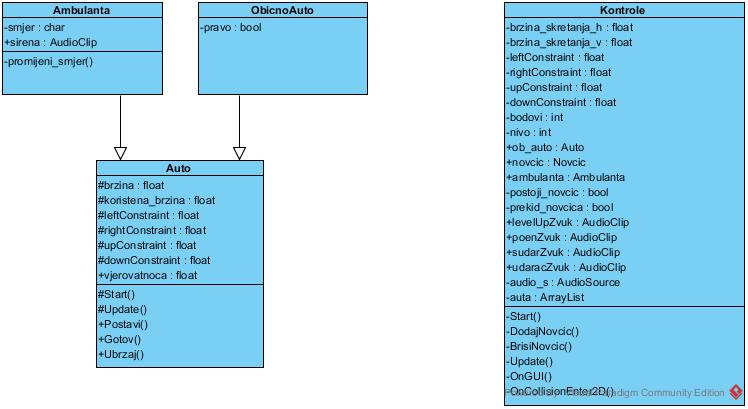 Ambulanta
-smjer : char
+sirena : AudioClip
-promijeni_smjer()
ObicnoAuto
-pravo : bool
Auto
#brzina : float
#koristena_brzina : float
#leftConstraint : float
#rightConstraint : float
#upConstraint : float
#downConstraint : float
+vjerovatnoca : float
#Start()
#Update()
+Postavi()
+Gotov()
+Ubrzaj()
Kontrole
-brzina_skretanja_h : float
-brzina_skretanja_v : float
-leftConstraint : float
-rightConstraint : float
-upConstraint : float
-downConstraint : float
-bodovi : int
-nivo : int
+ob_auto : Auto
+novcic : Novcic
+ambulanta : Ambulanta
-postoji_novcic : bool
-prekid_novcica : bool
+levelUpZvuk : AudioClip
+poenZvuk : AudioClip
+sudarZvuk : AudioClip
+udaracZvuk : AudioClip
-audio_s : AudioSource
-auta : ArrayList
-Start()
-DodajNovcic()
-BrisiNovcic()
-Update()
-OnGUI()
-OnCollisionEnter2D()
Powered By Visual Paradigm Community Edition